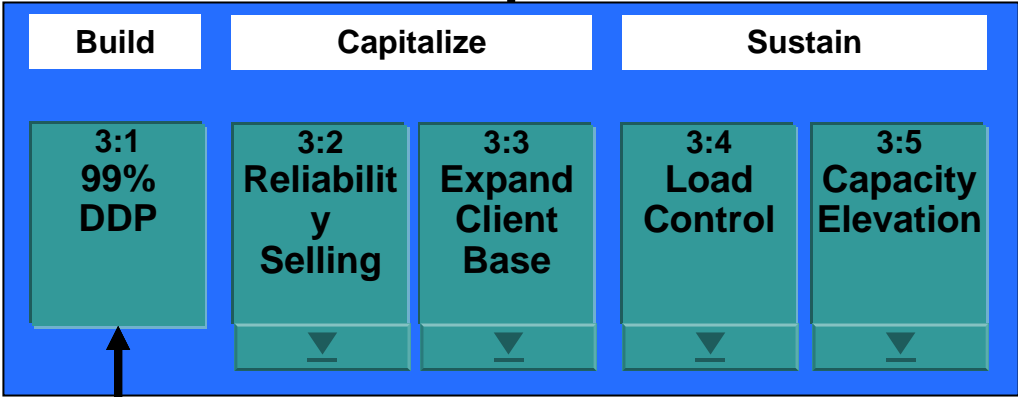 Build
Capitalize
Sustain
3:1
99%
DDP
3:2
Reliabilit
y
Selling
3:3
Expand
Client
Base
3:4
Load
Control
3:5
Capacity
Elevation